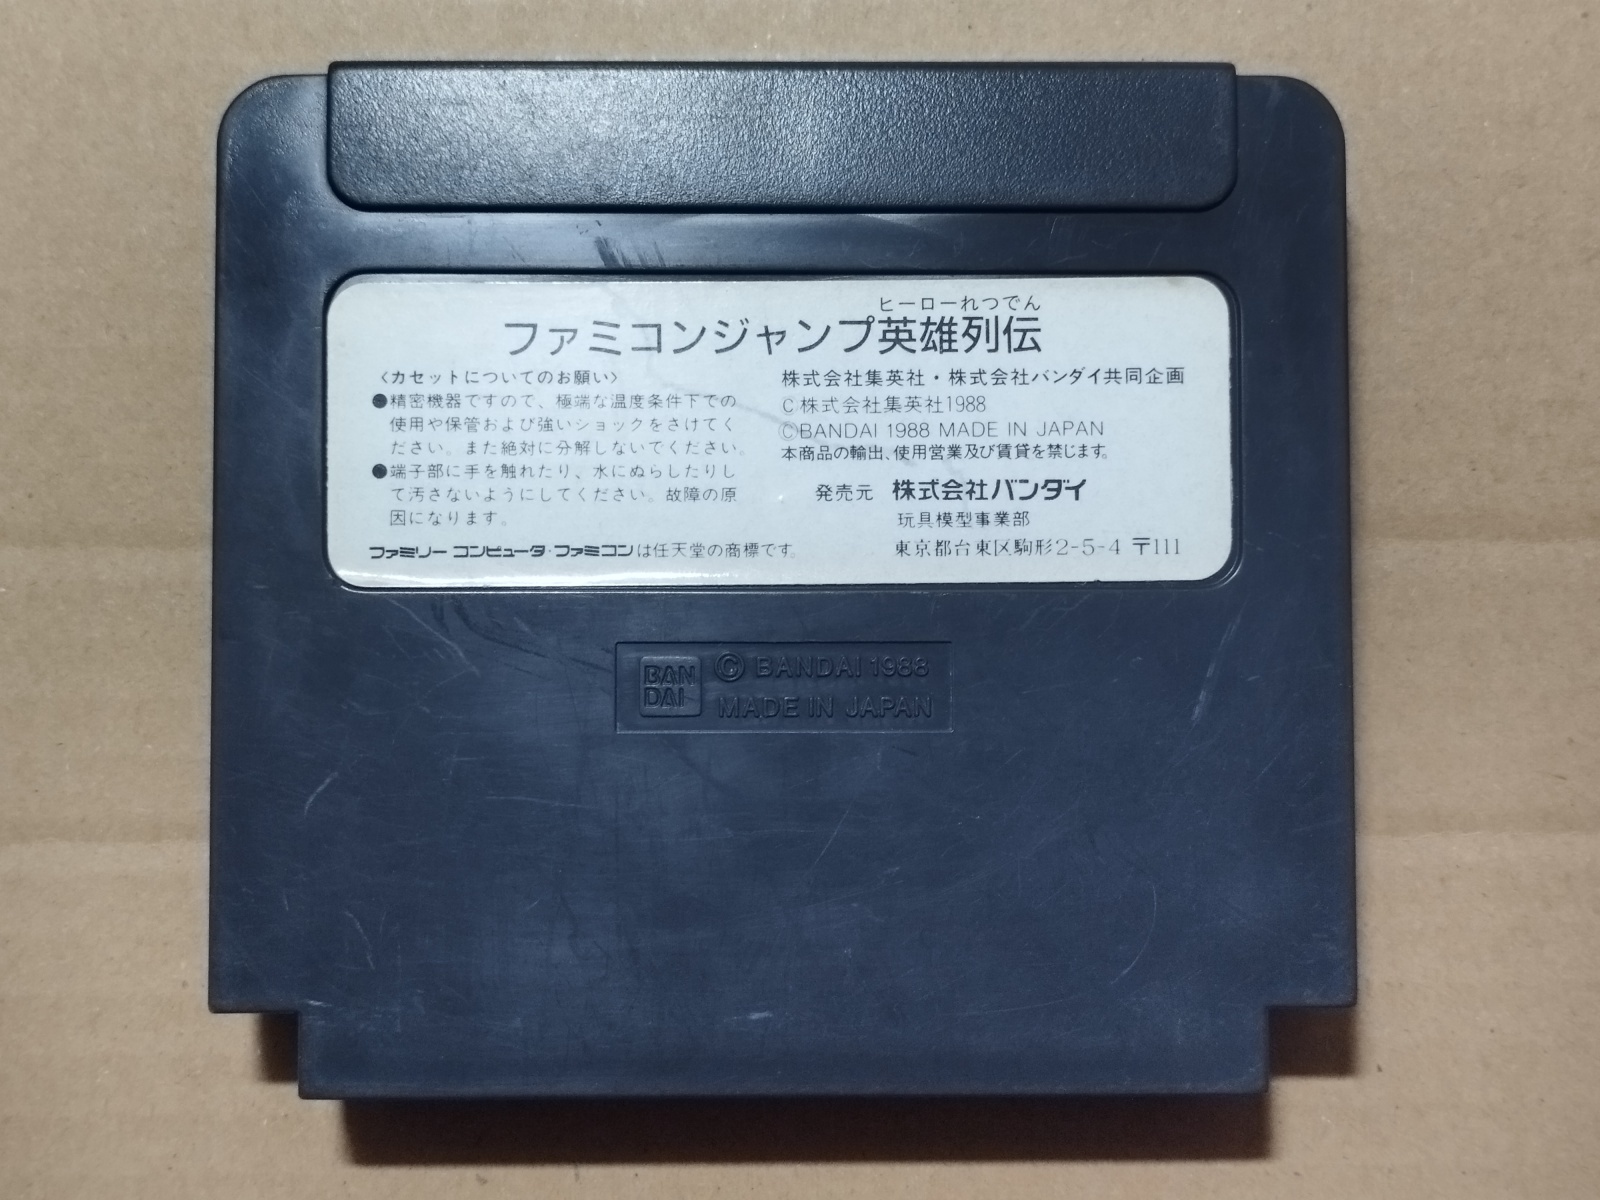 ヒーローれつでん
ファミコンジャンプ英雄列伝
〈カセットについてのお願い〉
●精密機器ですので、極端な温度条件下での
使用や保管および強いショックをさけてく
ださい。また絶対に分解しないでください。
●端子部に手を触れたり、水にぬらしたりし
て汚さないようにしてください。故障の原
因になります。
ファミリーコンピュータ・ファミコンは任天堂の商標です。
株式会社集英社・株式会社バンダイ共同企画
©株式会社集英社1988
©BANDAI 1988 MADE IN JAPAN
本商品の輸出、使用営業及び賃貸を禁じます。
発売元 株式会社バンダイ
玩具模型事業部
東京都台東区駒形2-5-4 〒111
BAN
DAI
© BANDAI 1988
MADE IN JAPAN